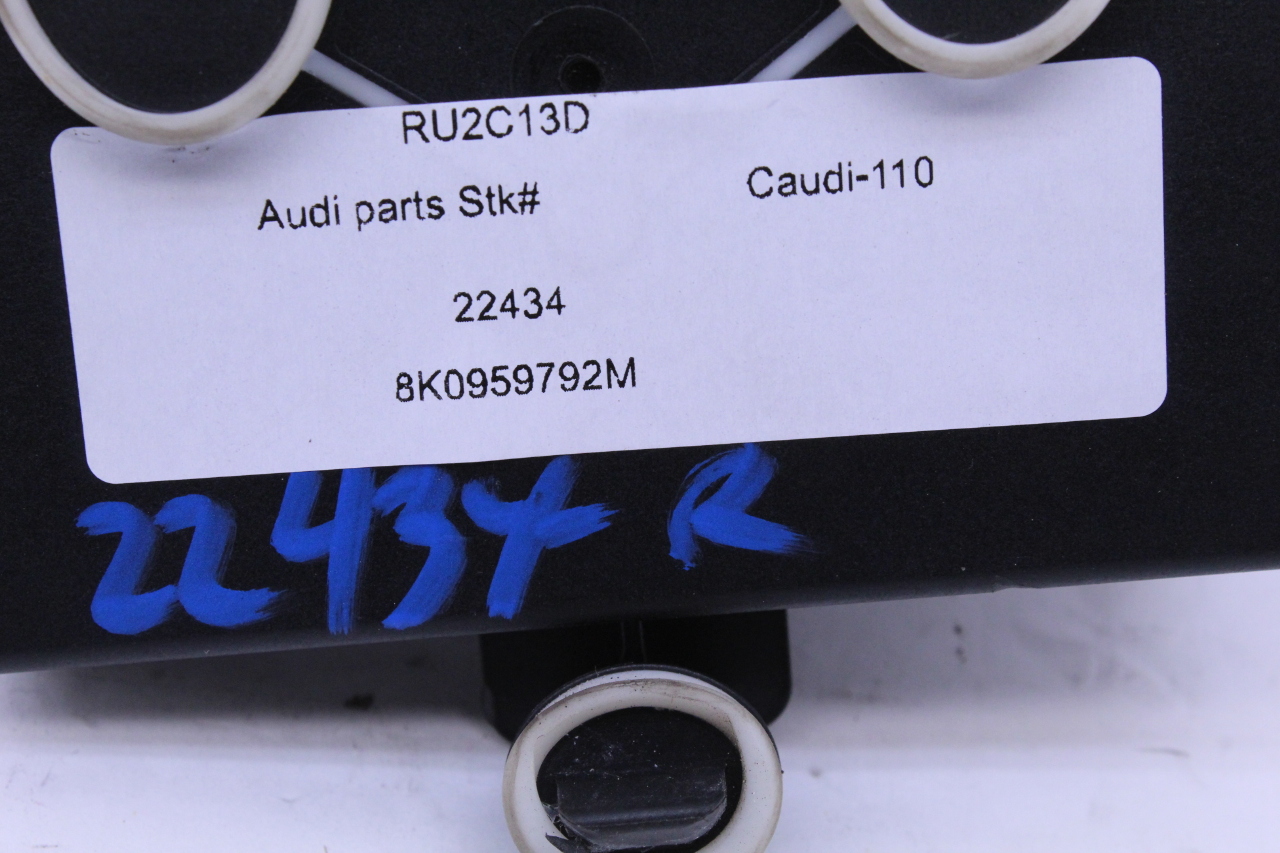 RU2C13D
Audi parts Stk# Caudi-110
22434
8K0959792M
22434 R